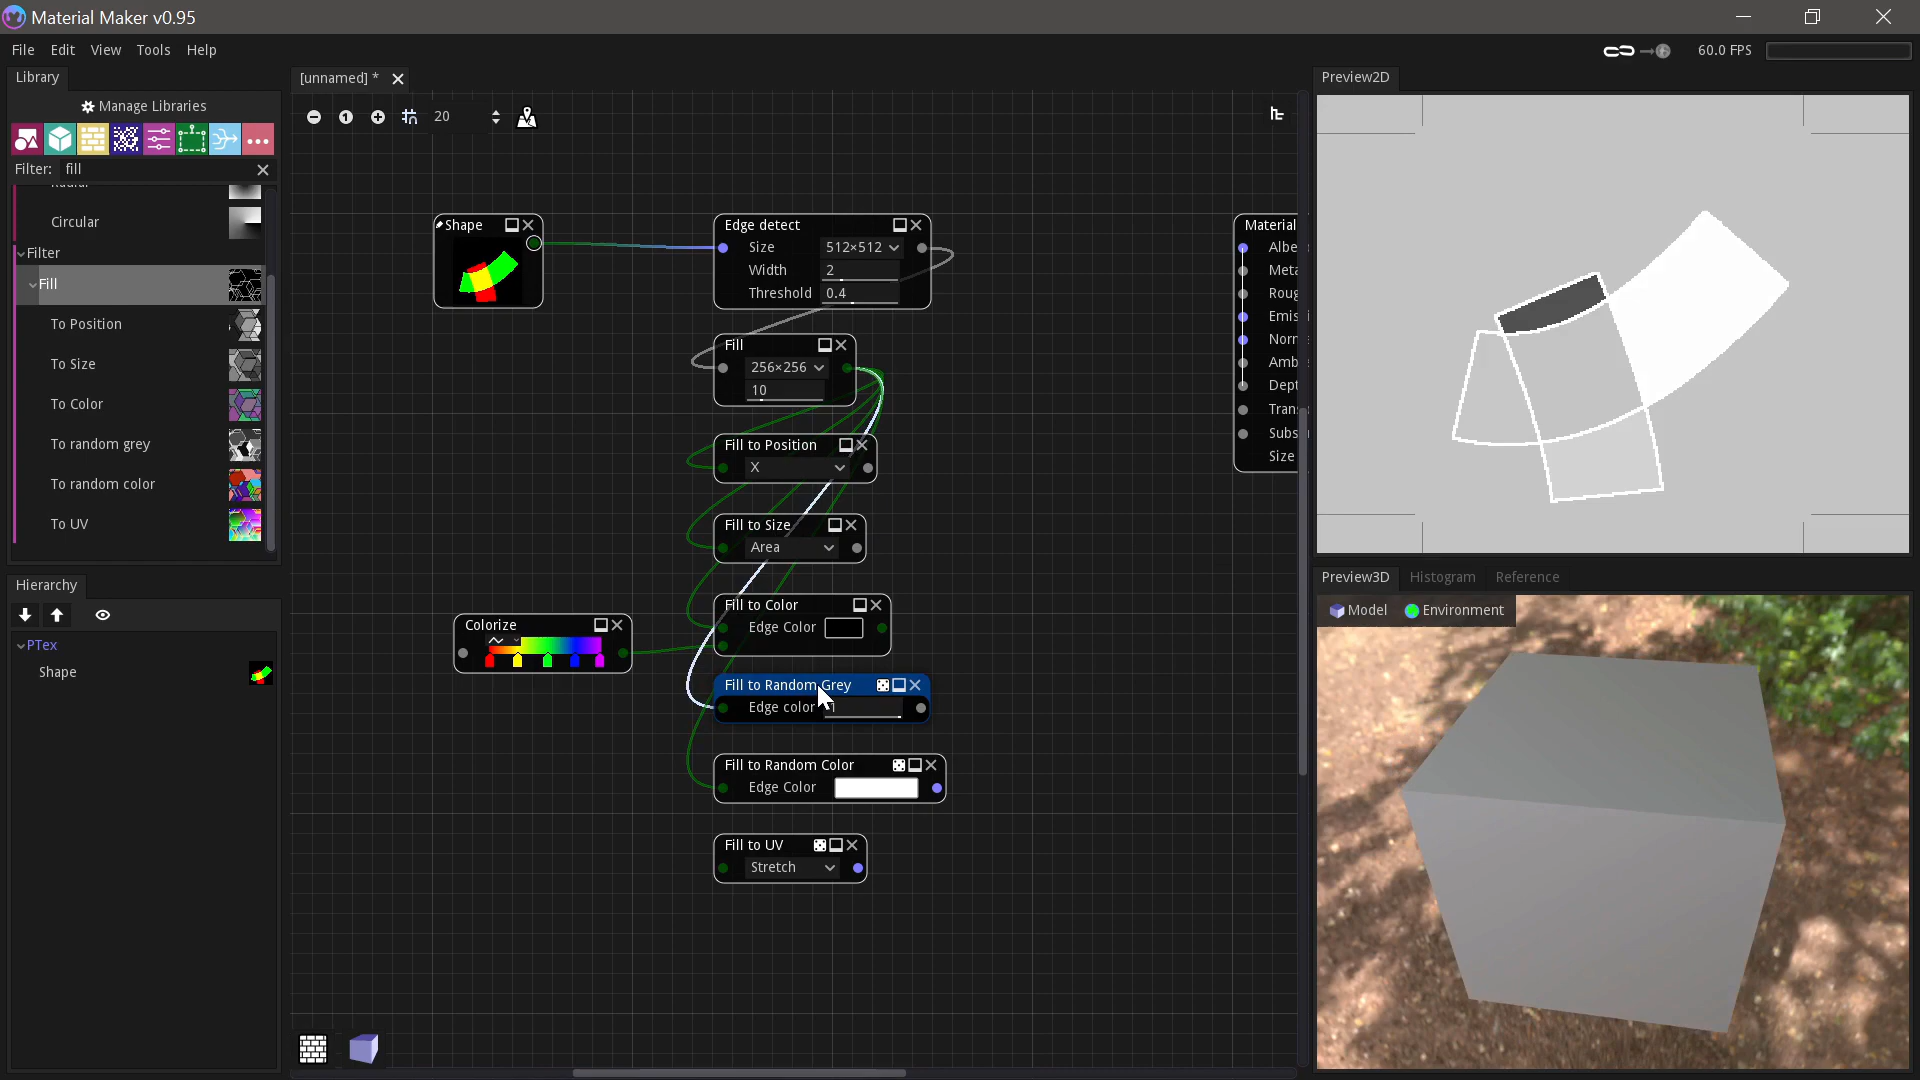 Material Maker v0.95
File Edit View Tools Help
60.0 FPS
Library
[unnamed] *
Preview2D
Manage Libraries
20
Filter: fill
Radial
Circular
Filter
Fill
To Position
To Size
To Color
To random grey
To random color
To UV
Hierarchy
PTex
Shape
Shape
Edge detect
Size 512×512
Width 2
Threshold 0.4
Fill
256×256
10
Fill to Position
X
Fill to Size
Area
Fill to Color
Edge Color
Colorize
Fill to Random Grey
Edge color 1
Fill to Random Color
Edge Color
Fill to UV
Stretch
Material
Albe
Meta
Roug
Emis
Norn
Amb
Dept
Tran
Subs
Size
Preview3D Histogram Reference
Model Environment